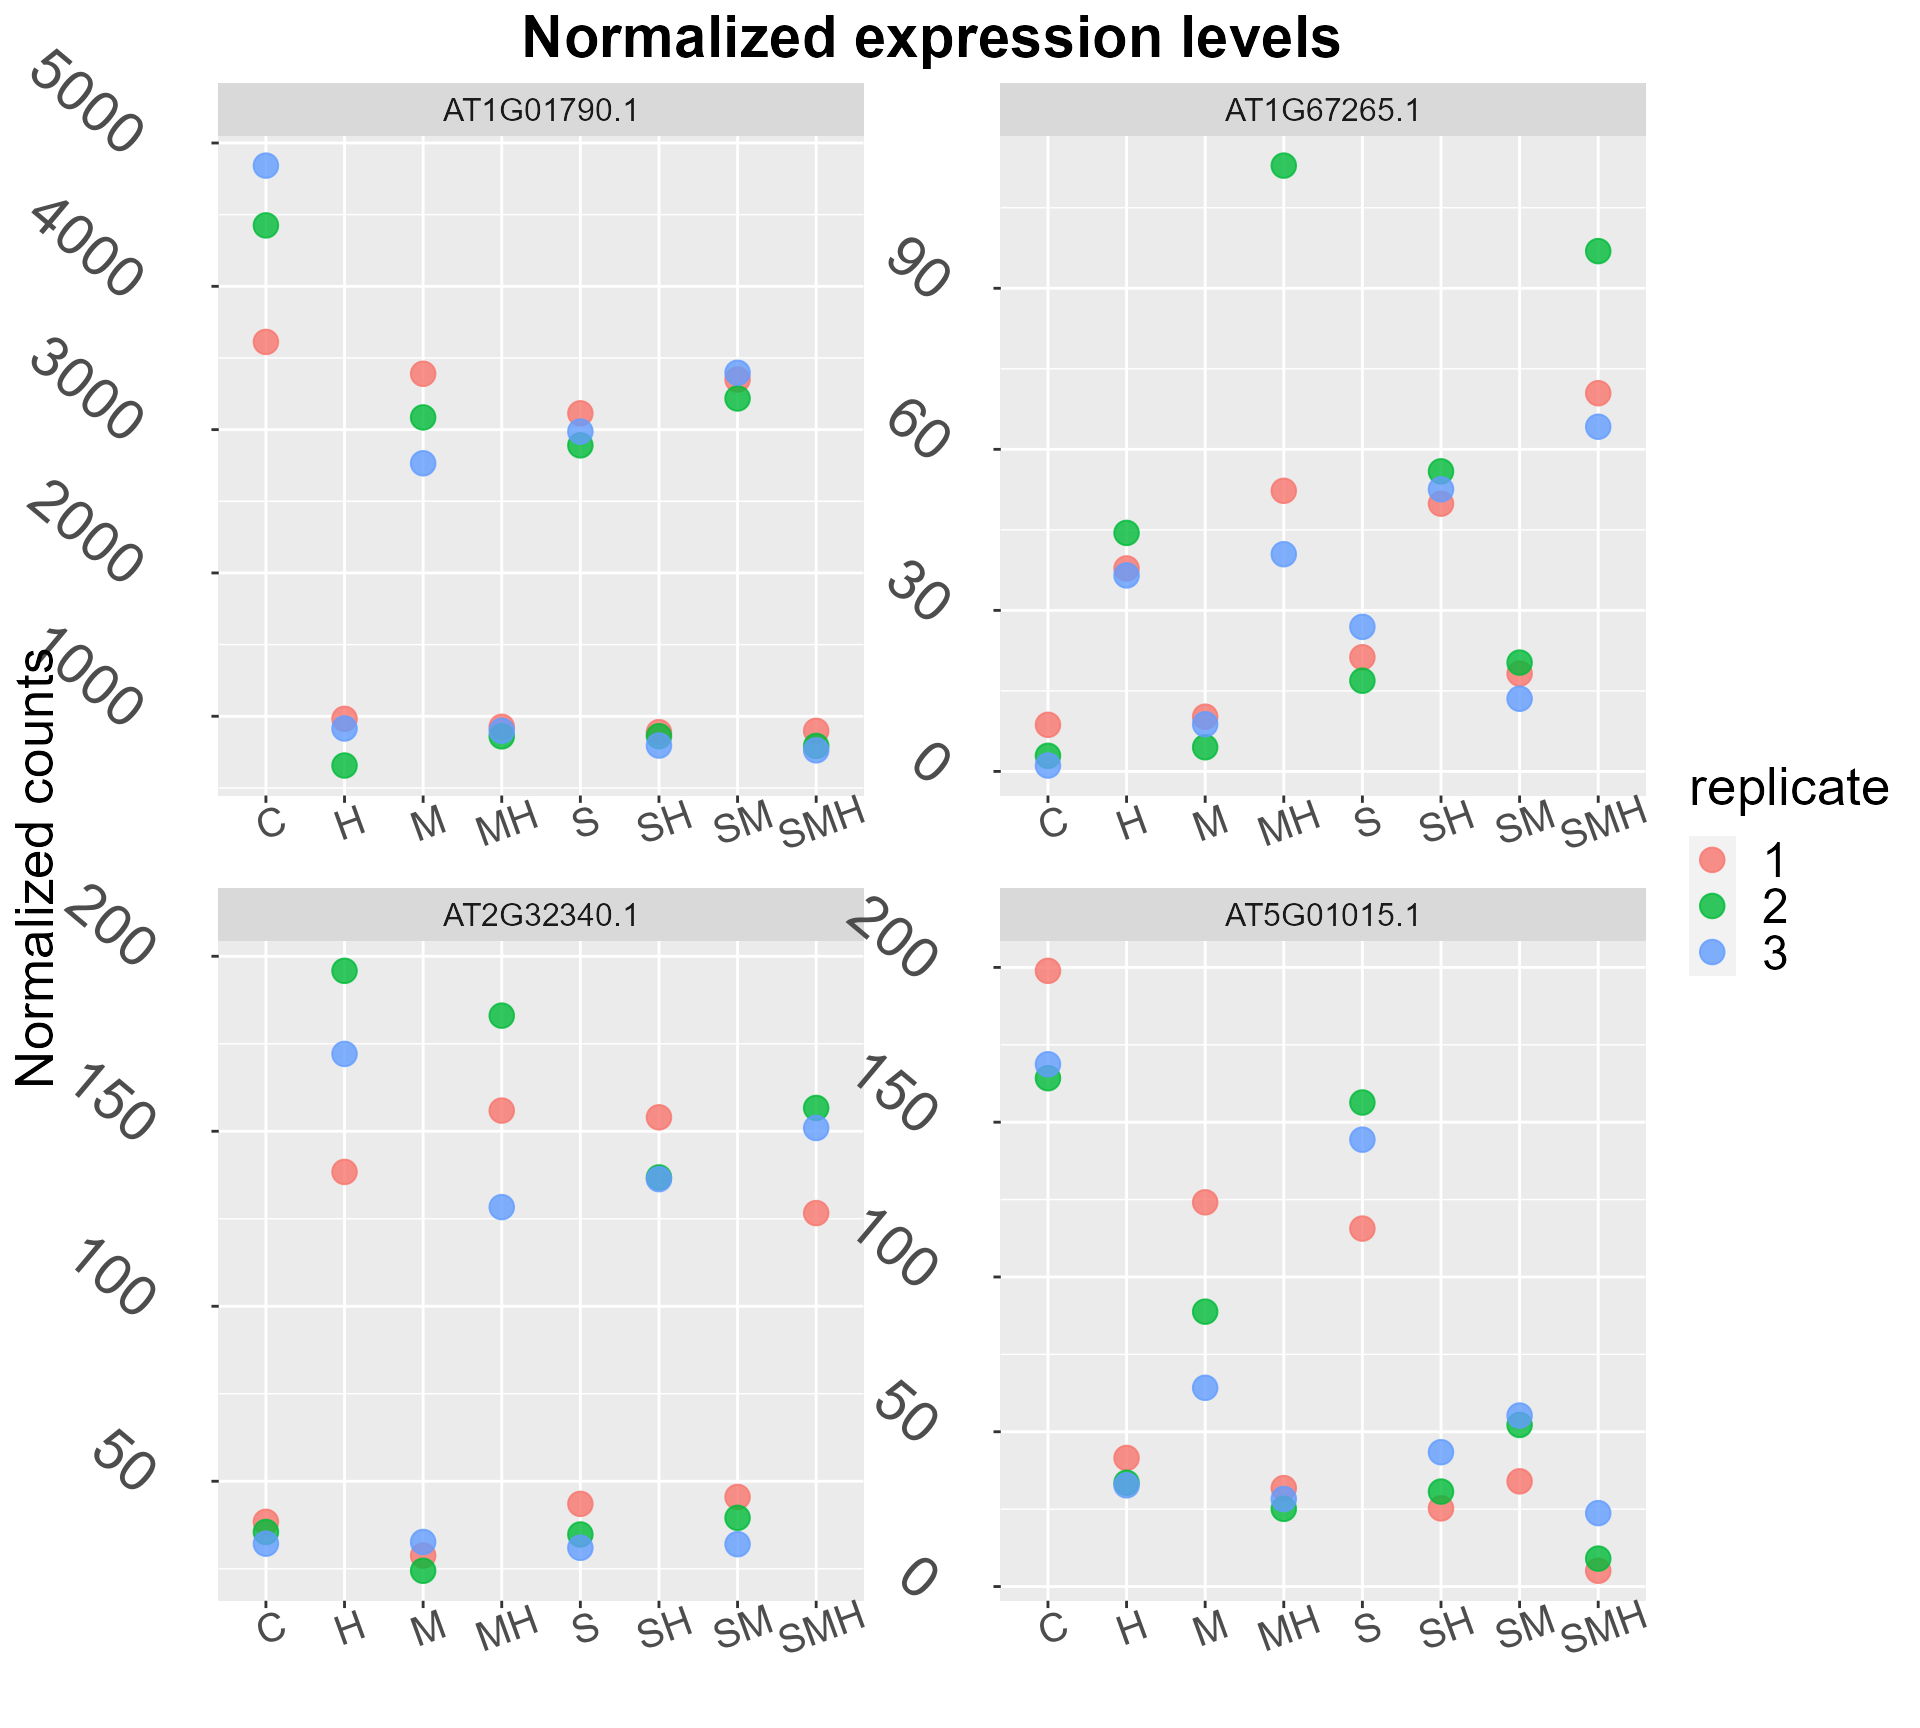 Normalized expression levels
AT1G01790.1
5000
4000
3000
2000
1000
C H M MH S SH SM SMH
AT1G67265.1
90
60
30
0
C H M MH S SH SM SMH
Normalized counts
AT2G32340.1
200
150
100
50
C H M MH S SH SM SMH
AT5G01015.1
200
150
100
50
0
C H M MH S SH SM SMH
replicate
1
2
3